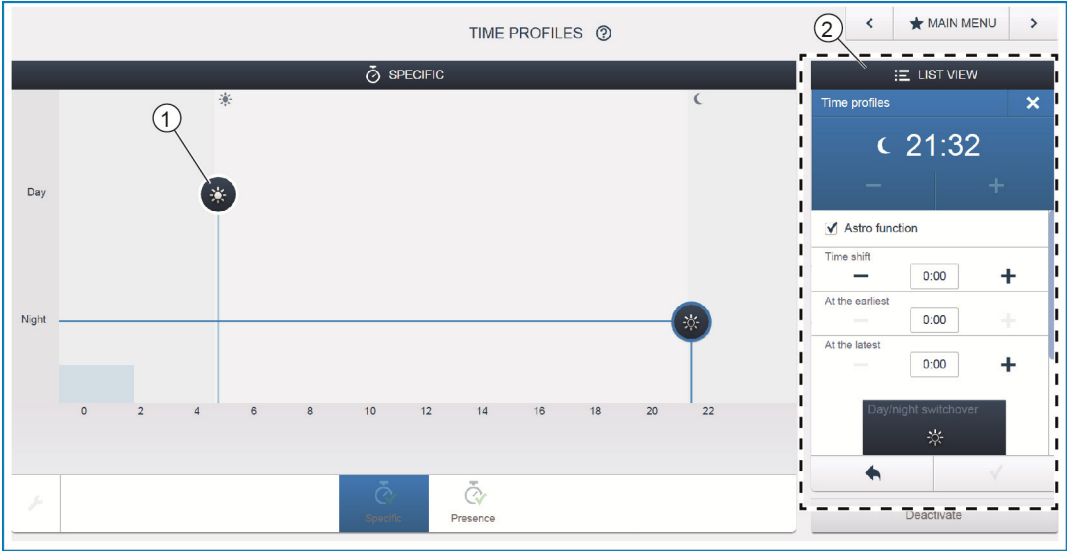 TIME PROFILES ?
2
< ★ MAIN MENU >
SPECIFIC
LIST VIEW
Time profiles
1
21:32
− +
Day
Astro function
Time shift
− 0:00 +
At the earliest
− 0:00 +
Night
At the latest
− 0:00 +
0 2 4 6 8 10 12 14 16 18 20 22
Day/night switchover
Specific
Presence
Deactivate